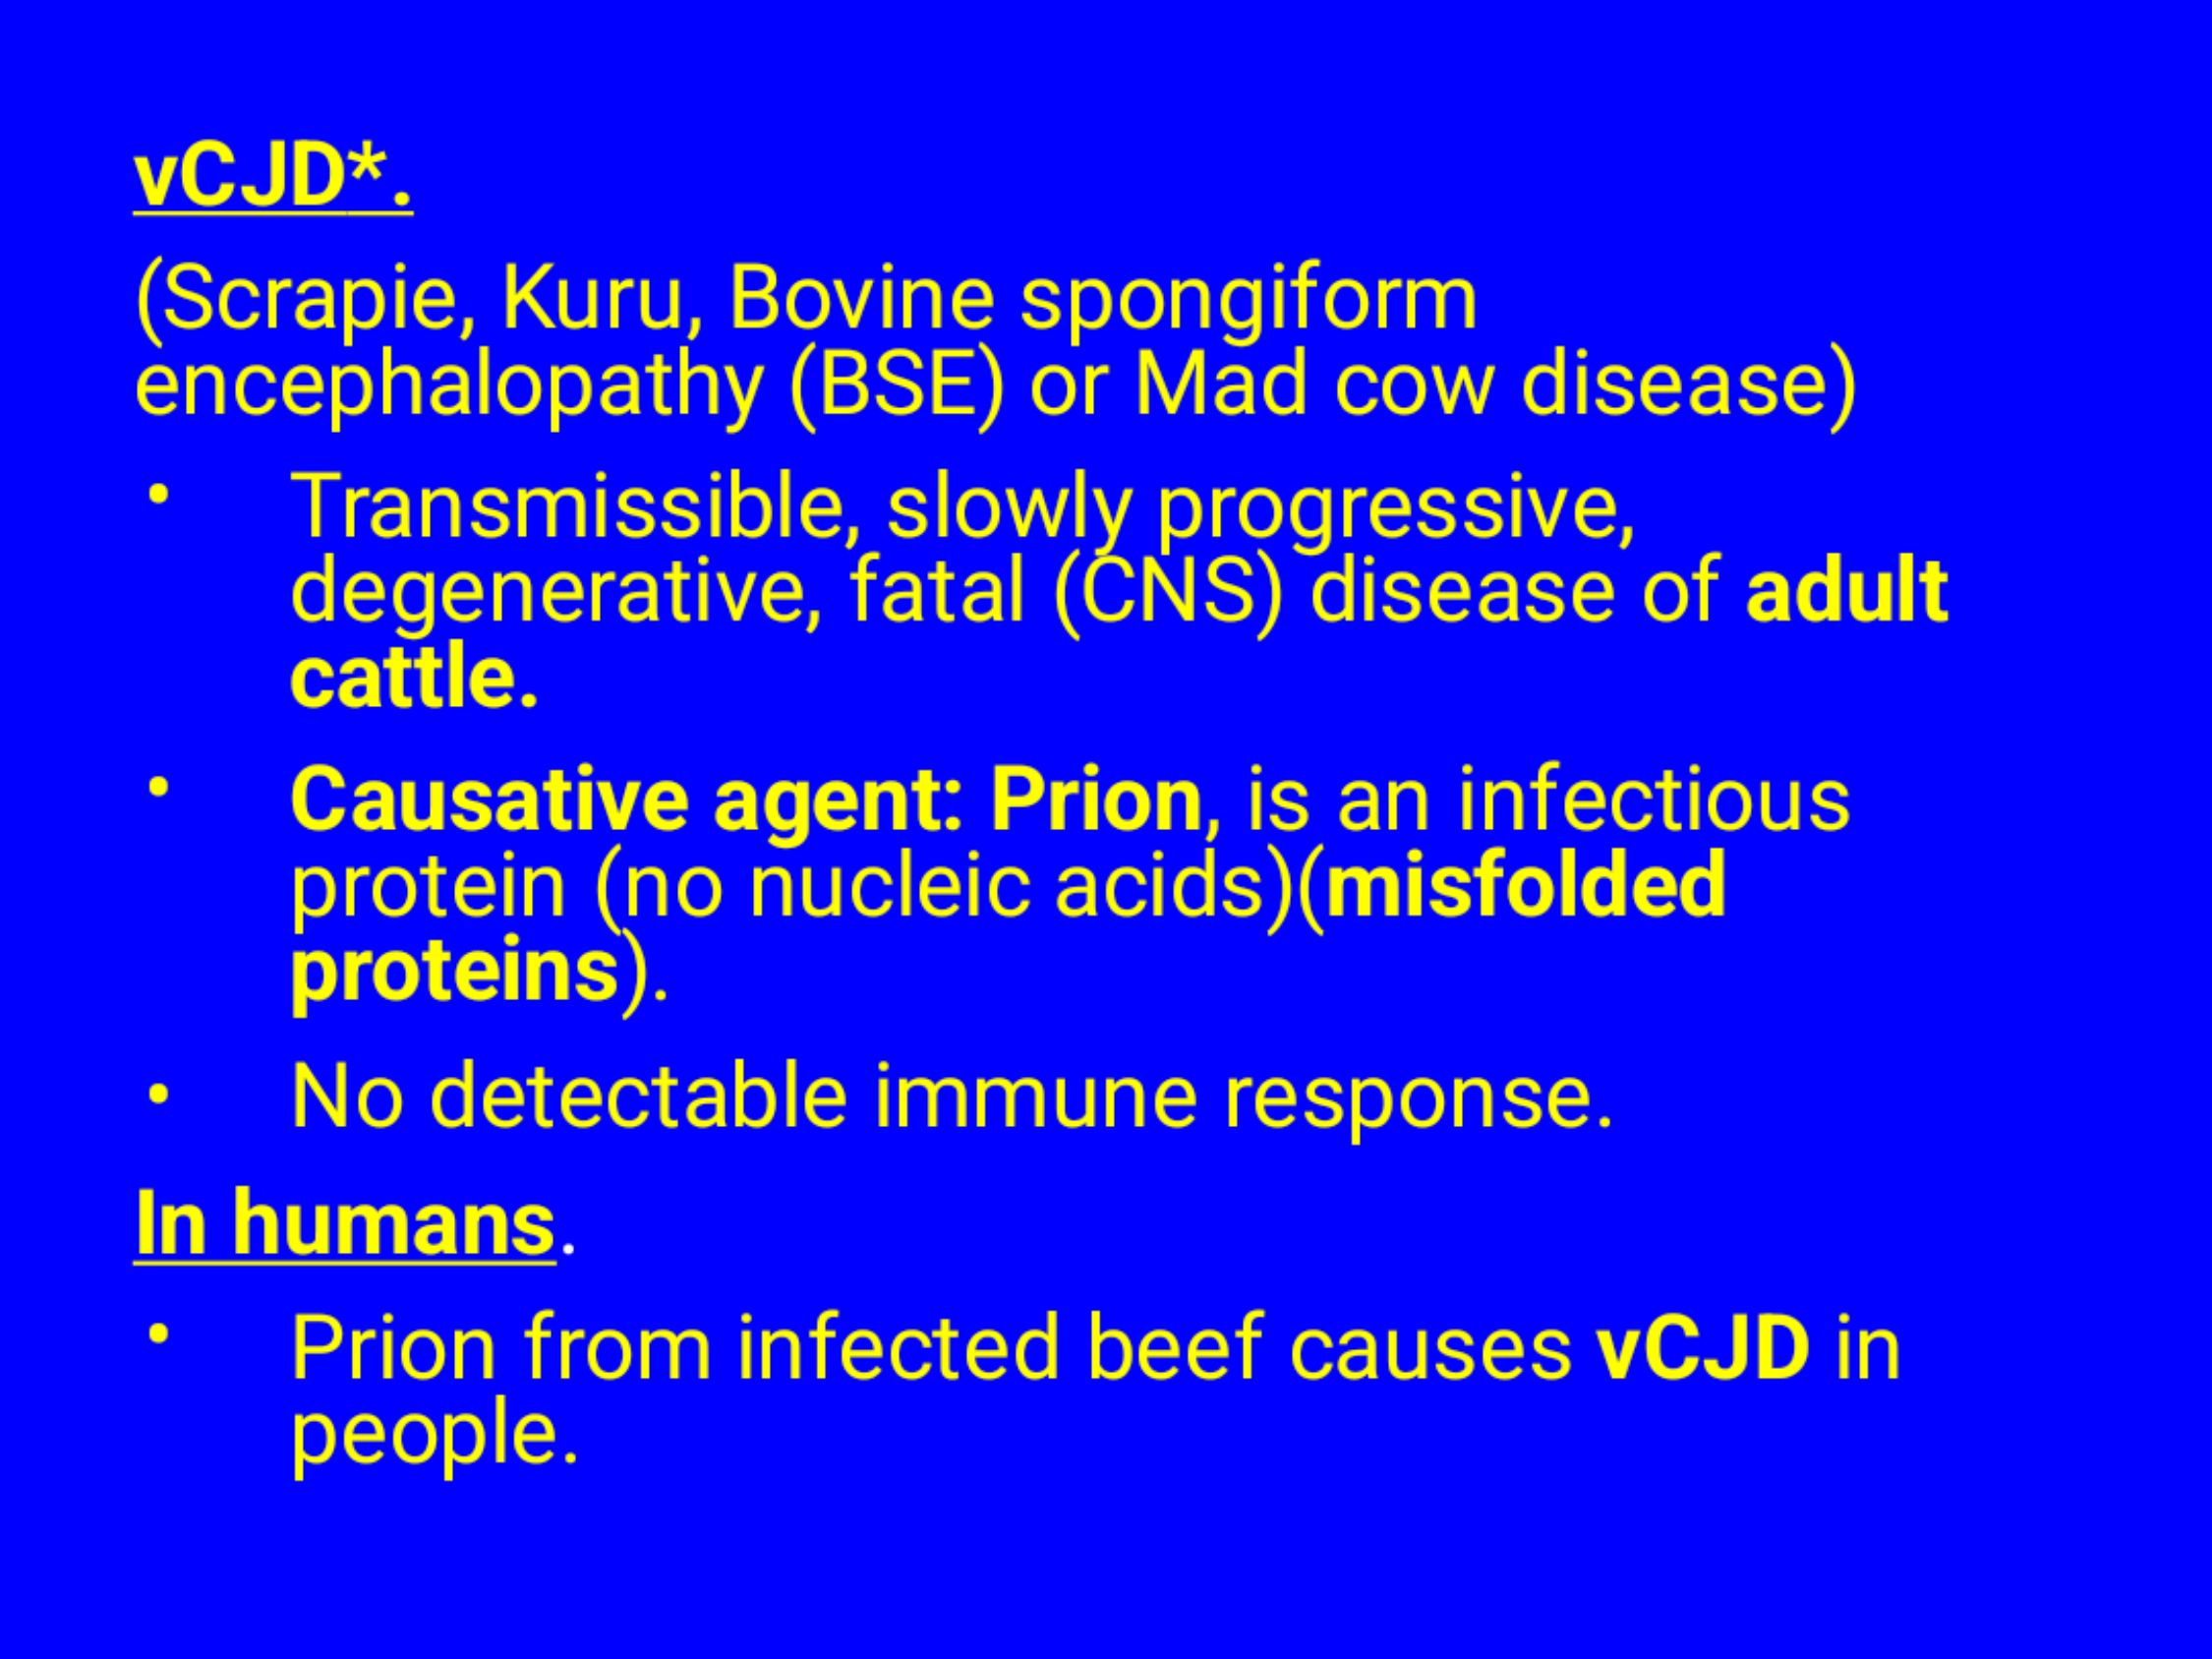 vCJD*.
(Scrapie, Kuru, Bovine spongiform
encephalopathy (BSE) or Mad cow disease)
• Transmissible, slowly progressive,
degenerative, fatal (CNS) disease of adult
cattle.
• Causative agent: Prion, is an infectious
protein (no nucleic acids)(misfolded
proteins).
• No detectable immune response.
In humans.
• Prion from infected beef causes vCJD in
people.